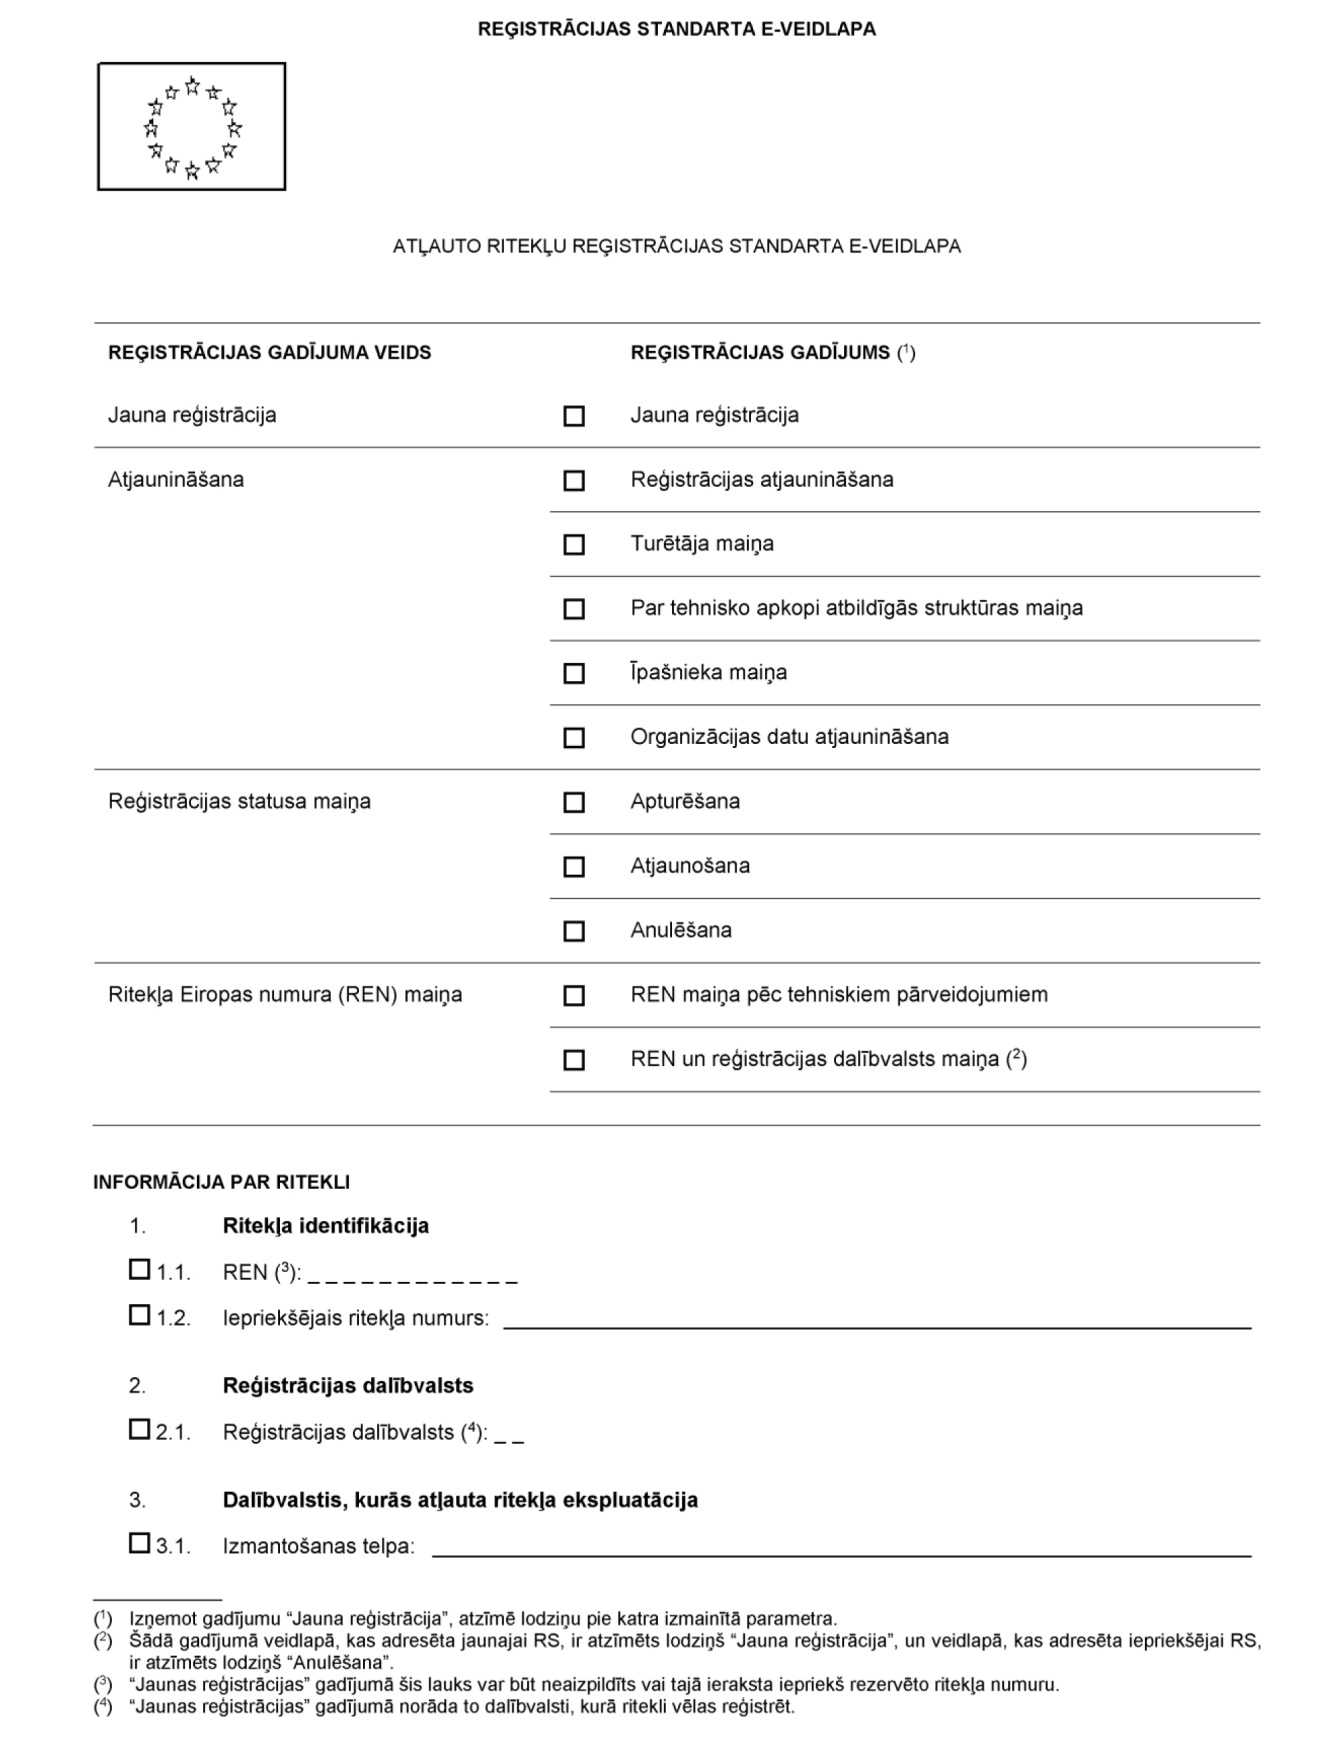 REĢISTRĀCIJAS STANDARTA E-VEIDLAPA
ATĻAUTO RITEKĻU REĢISTRĀCIJAS STANDARTA E-VEIDLAPA
REĢISTRĀCIJAS GADĪJUMA VEIDS REĢISTRĀCIJAS GADĪJUMS (¹)
Jauna reģistrācija ☐ Jauna reģistrācija
Atjaunināšana ☐ Reģistrācijas atjaunināšana
☐ Turētāja maiņa
☐ Par tehnisko apkopi atbildīgās struktūras maiņa
☐ Īpašnieka maiņa
☐ Organizācijas datu atjaunināšana
Reģistrācijas statusa maiņa ☐ Apturēšana
☐ Atjaunošana
☐ Anulēšana
Ritekļa Eiropas numura (REN) maiņa ☐ REN maiņa pēc tehniskiem pārveidojumiem
☐ REN un reģistrācijas dalībvalsts maiņa (²)
INFORMĀCIJA PAR RITEKLI
1. Ritekļa identifikācija
☐ 1.1. REN (³): _ _ _ _ _ _ _ _ _ _ _ _
☐ 1.2. Iepriekšējais ritekļa numurs: ____
2. Reģistrācijas dalībvalsts
☐ 2.1. Reģistrācijas dalībvalsts (⁴): _ _
3. Dalībvalstis, kurās atļauta ritekļa ekspluatācija
☐ 3.1. Izmantošanas telpa: ____
(¹) Izņemot gadījumu “Jauna reģistrācija”, atzīmē lodziņu pie katra izmainītā parametra.
(²) Šādā gadījumā veidlapā, kas adresēta jaunajai RS, ir atzīmēts lodziņš “Jauna reģistrācija”, un veidlapā, kas adresēta iepriekšējai RS,
ir atzīmēts lodziņš “Anulēšana”.
(³) “Jaunas reģistrācijas” gadījumā šis lauks var būt neaizpildīts vai tajā ieraksta iepriekš rezervēto ritekļa numuru.
(⁴) “Jaunas reģistrācijas” gadījumā norāda to dalībvalsti, kurā ritekli vēlas reģistrēt.